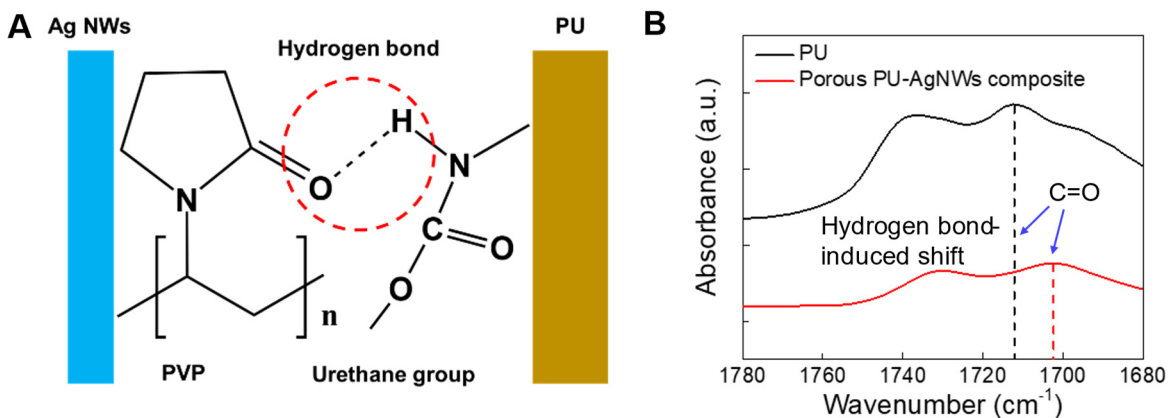 A
Ag NWs
PU
Hydrogen bond
H
N
O
N
C
O
O
n
PVP
Urethane group
B
PU
Porous PU-AgNWs composite
Absorbance (a.u.)
C=O
Hydrogen bond-
induced shift
1780 1760 1740 1720 1700 1680
Wavenumber (cm⁻¹)